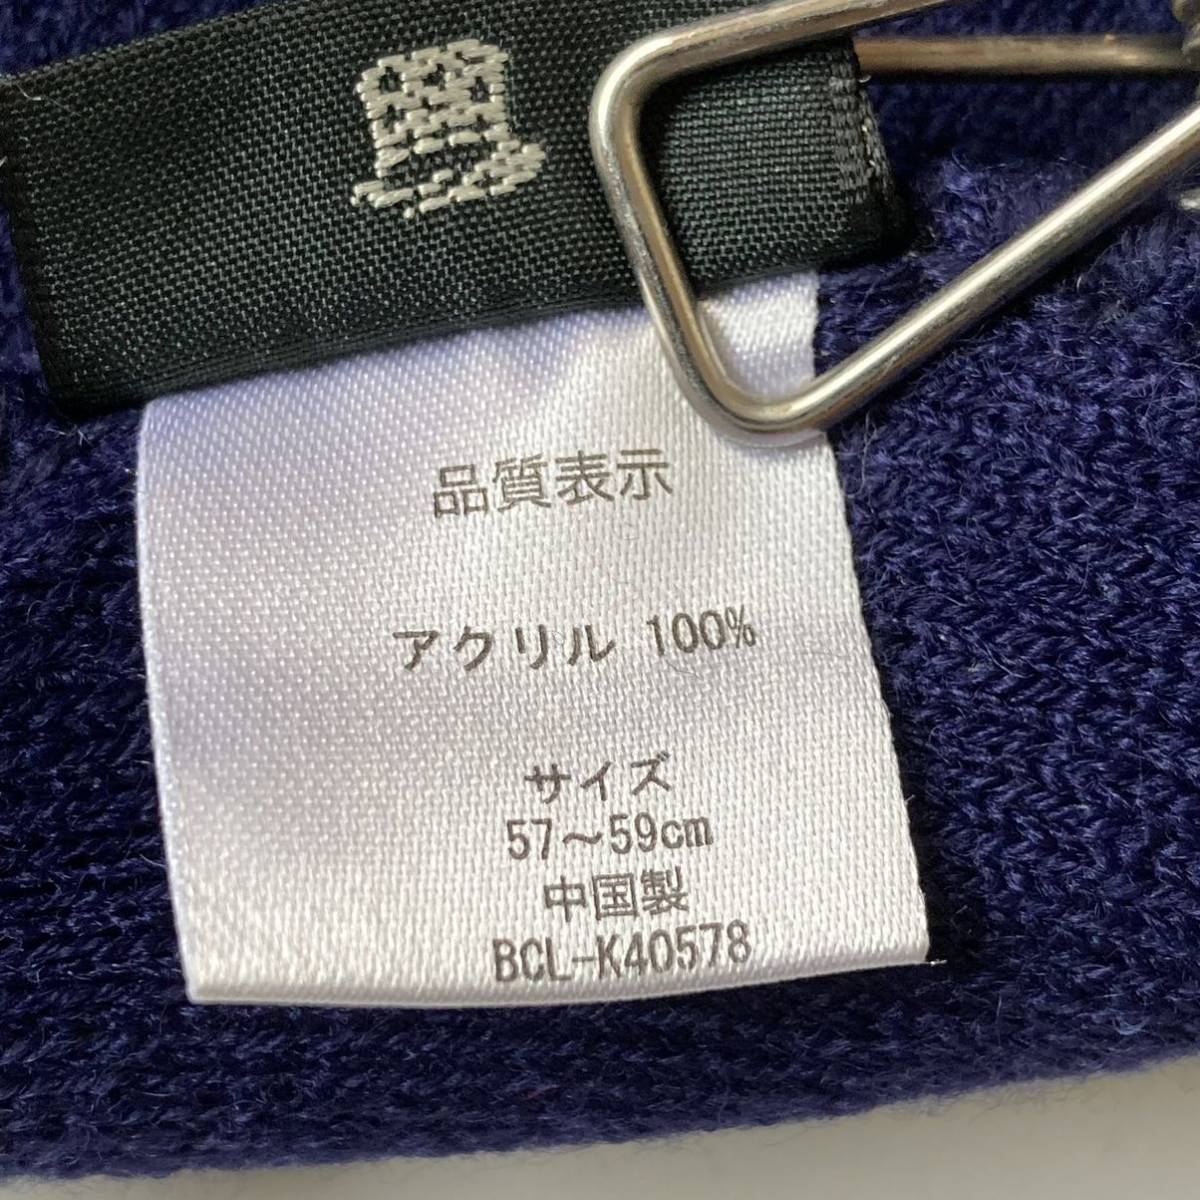 品質表示
アクリル 100%
サイズ
57～59cm
中国製
BCL-K40578